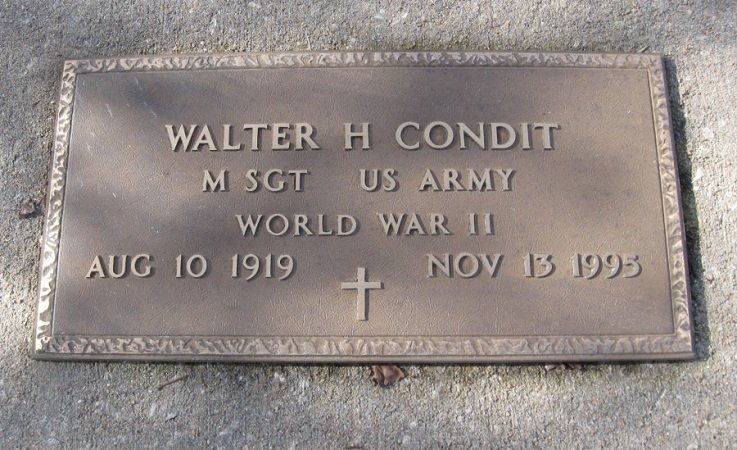 WALTER H CONDIT
M SGT US ARMY
WORLD WAR II
AUG 10 1919 NOV 13 1995